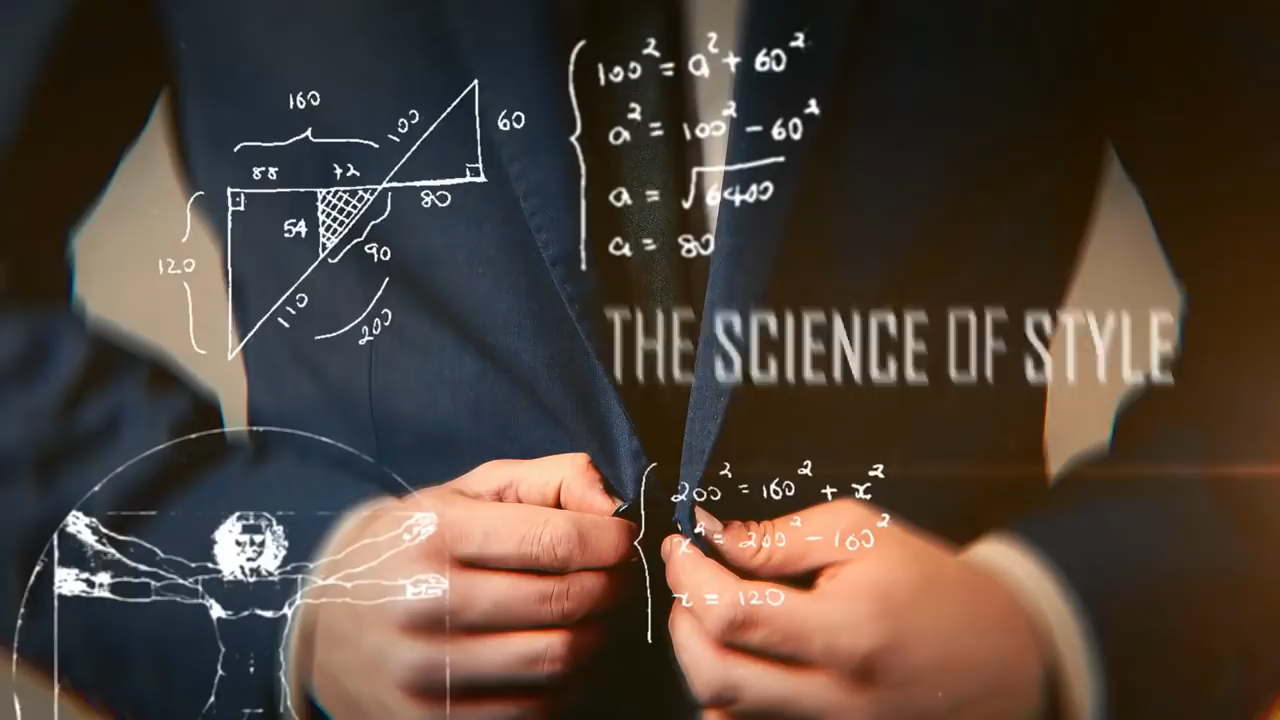 160
100
60
88
72
80
54
90
120
110
200
100² = a² + 60²
a² = 100² - 60²
a = √6400
a = 80
THE SCIENCE OF STYLE
200² = 160² + x²
x² = 200² - 160²
x = 120